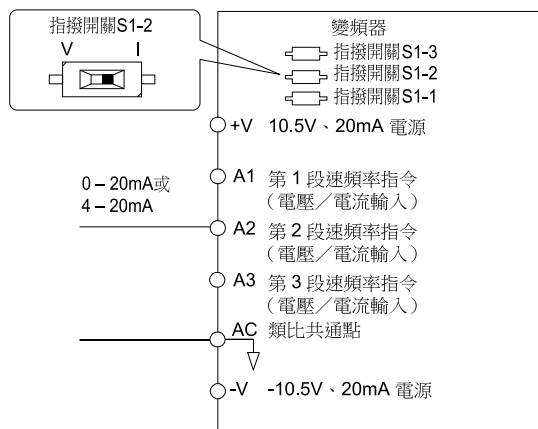 指撥開關S1-2
V I
變頻器
指撥開關S1-3
指撥開關S1-2
指撥開關S1-1
+V 10.5V、20mA 電源
0 – 20mA或
4 – 20mA
A1 第 1 段速頻率指令
（電壓／電流輸入）
A2 第 2 段速頻率指令
（電壓／電流輸入）
A3 第 3 段速頻率指令
（電壓／電流輸入）
AC 類比共通點
-V -10.5V、20mA 電源